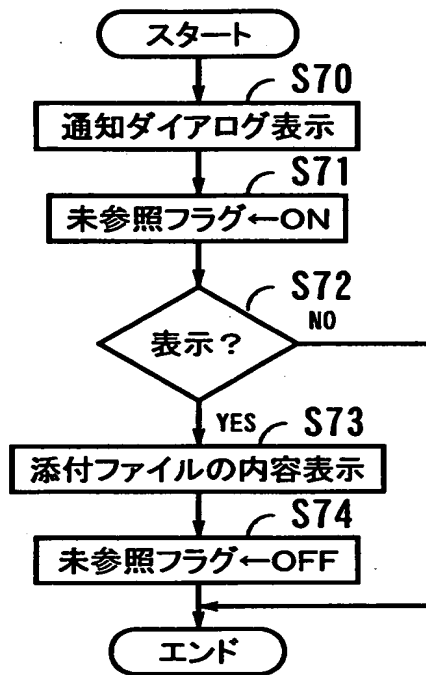 スタート
S70
通知ダイアログ表示
S71
未参照フラグ←ON
S72
表示?
NO
YES
S73
添付ファイルの内容表示
S74
未参照フラグ←OFF
エンド